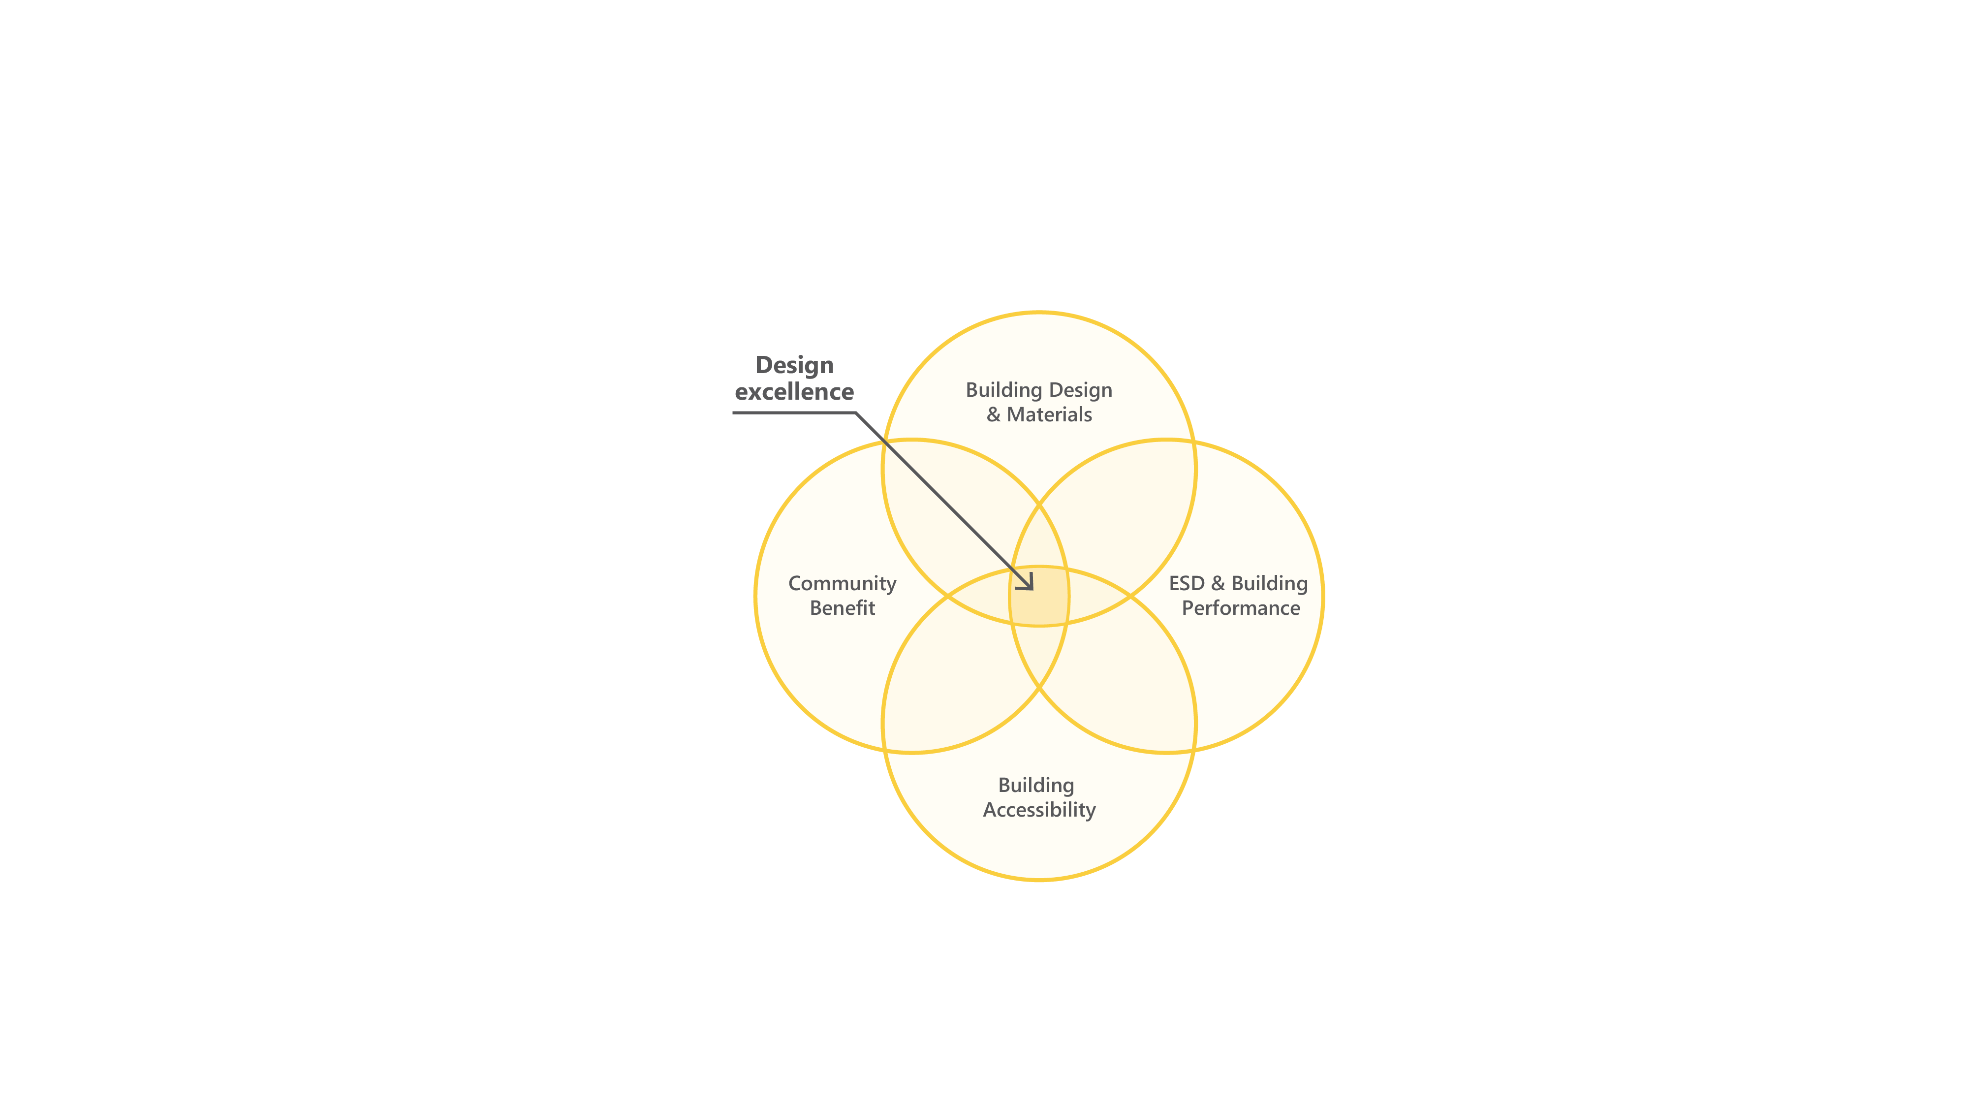 Design
excellence
Building Design
& Materials
Community
Benefit
ESD & Building
Performance
Building
Accessibility